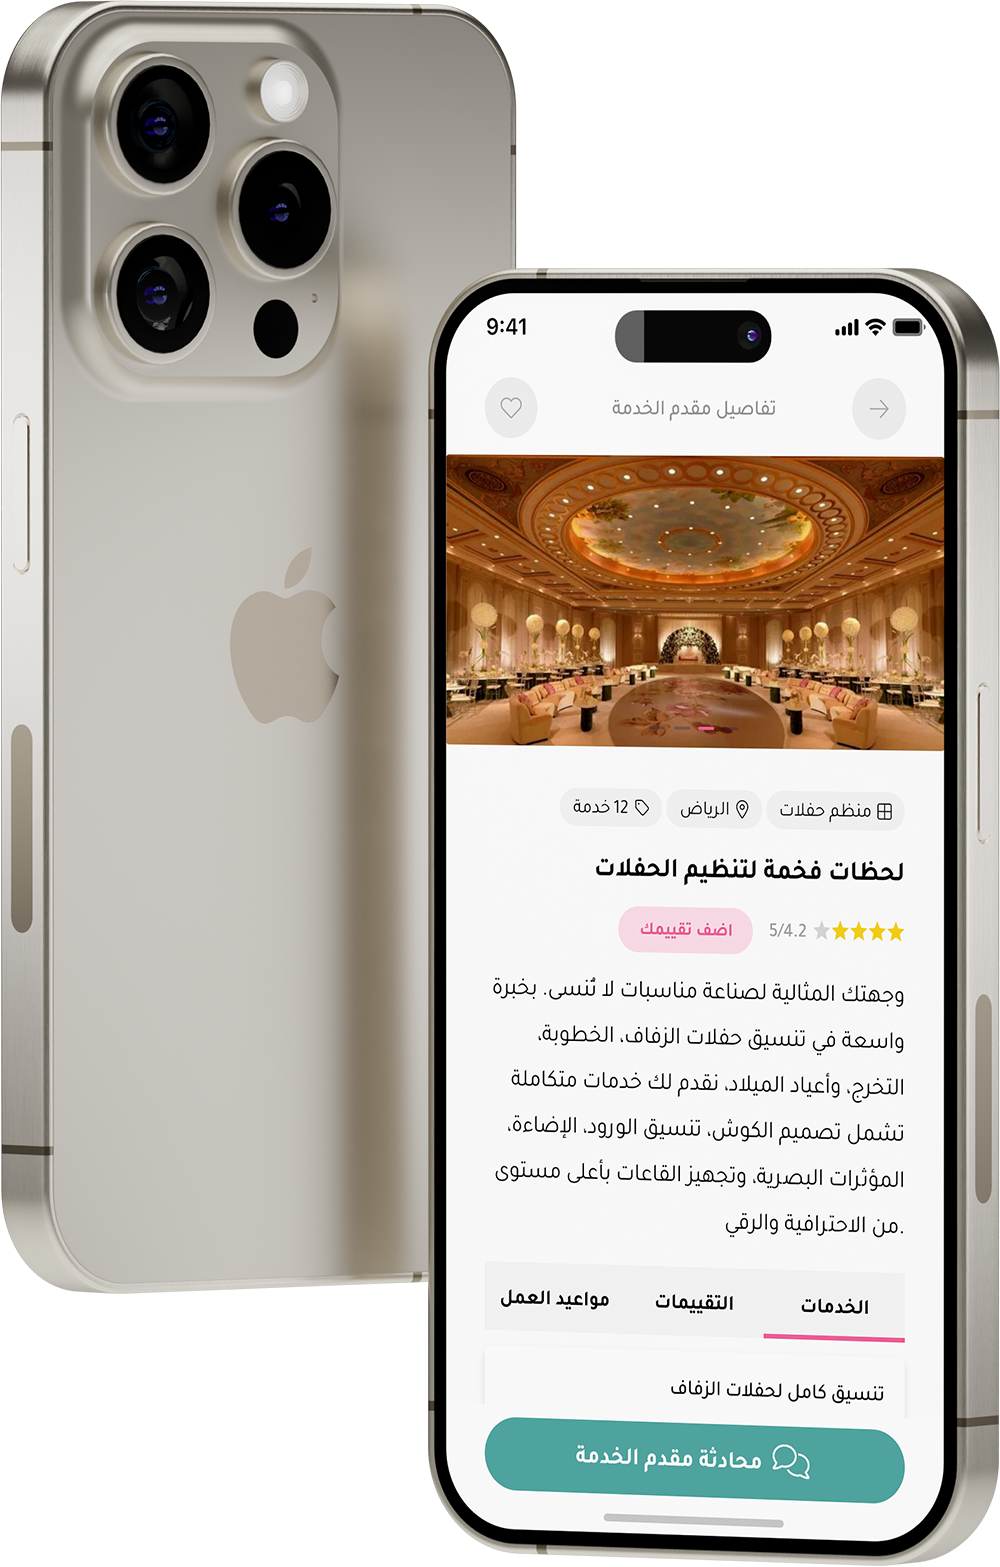 9:41
تفاصيل مقدم الخدمة
منظم حفلات
الرياض
12 خدمة
لحظات فخمة لتنظيم الحفلات
5/4.2
اضف تقييمك
وجهتك المثالية لصناعة مناسبات لا تُنسى. بخبرة
واسعة في تنسيق حفلات الزفاف، الخطوبة،
التخرج، وأعياد الميلاد، نقدم لك خدمات متكاملة
تشمل تصميم الكوش، تنسيق الورود، الإضاءة،
المؤثرات البصرية، وتجهيز القاعات بأعلى مستوى
.من الاحترافية والرقي
الخدمات
التقييمات
مواعيد العمل
تنسيق كامل لحفلات الزفاف
محادثة مقدم الخدمة